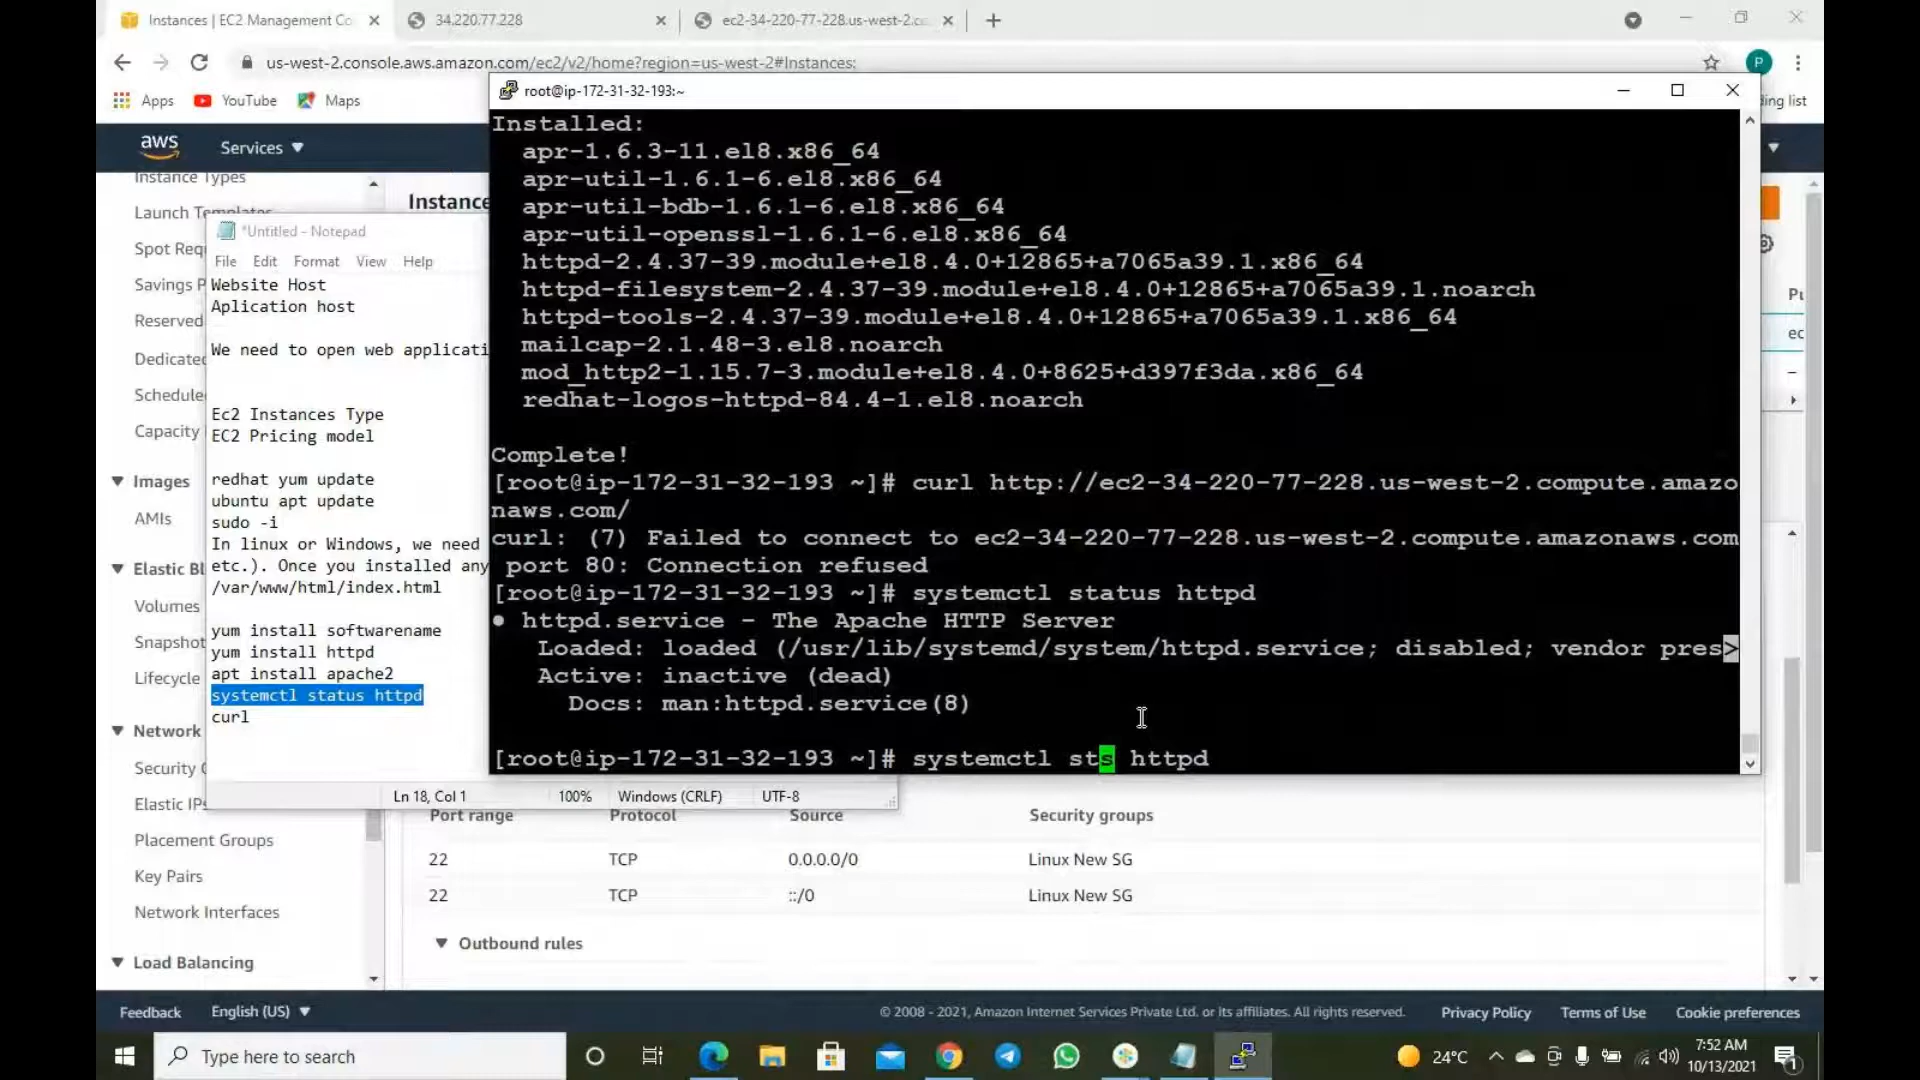 Instances | EC2 Management Co
34.220.77.228
ec2-34-220-77-228.us-west-2.co
us-west-2.console.aws.amazon.com/ec2/v2/home?region=us-west-2#Instances:
P
Apps
YouTube
Maps
ding list
aws
Services
root@ip-172-31-32-193:~
Installed:
apr-1.6.3-11.el8.x86_64
apr-util-1.6.1-6.el8.x86_64
apr-util-bdb-1.6.1-6.el8.x86_64
apr-util-openssl-1.6.1-6.el8.x86_64
httpd-2.4.37-39.module+el8.4.0+12865+a7065a39.1.x86_64
httpd-filesystem-2.4.37-39.module+el8.4.0+12865+a7065a39.1.noarch
httpd-tools-2.4.37-39.module+el8.4.0+12865+a7065a39.1.x86_64
mailcap-2.1.48-3.el8.noarch
mod_http2-1.15.7-3.module+el8.4.0+8625+d397f3da.x86_64
redhat-logos-httpd-84.4-1.el8.noarch
Complete!
[root@ip-172-31-32-193 ~]# curl http://ec2-34-220-77-228.us-west-2.compute.amazo
naws.com/
curl: (7) Failed to connect to ec2-34-220-77-228.us-west-2.compute.amazonaws.com
port 80: Connection refused
[root@ip-172-31-32-193 ~]# systemctl status httpd
● httpd.service - The Apache HTTP Server
Loaded: loaded (/usr/lib/systemd/system/httpd.service; disabled; vendor pres>
Active: inactive (dead)
Docs: man:httpd.service(8)
[root@ip-172-31-32-193 ~]# systemctl sts httpd
Instance Types
Launch Templates
Spot Requ
Savings P
Reserved
Dedicated
Schedule
Capacity
Images
AMIs
Elastic Bl
Volumes
Snapshot
Lifecycle
Network
Security G
Elastic IPs
Placement Groups
Key Pairs
Network Interfaces
Load Balancing
Instance
*Untitled - Notepad
File Edit Format View Help
Website Host
Aplication host
We need to open web applicati
Ec2 Instances Type
EC2 Pricing model
redhat yum update
ubuntu apt update
sudo -i
In linux or Windows, we need
etc.). Once you installed any
/var/www/html/index.html
yum install softwarename
yum install httpd
apt install apache2
systemctl status httpd
curl
Ln 18, Col 1 100% Windows (CRLF) UTF-8
Pu
ec
Port range Protocol Source Security groups
22 TCP 0.0.0.0/0 Linux New SG
22 TCP ::/0 Linux New SG
Outbound rules
Feedback English (US) © 2008 - 2021, Amazon Internet Services Private Ltd. or its affiliates. All rights reserved. Privacy Policy Terms of Use Cookie preferences
Type here to search
24°C
7:52 AM
10/13/2021
1